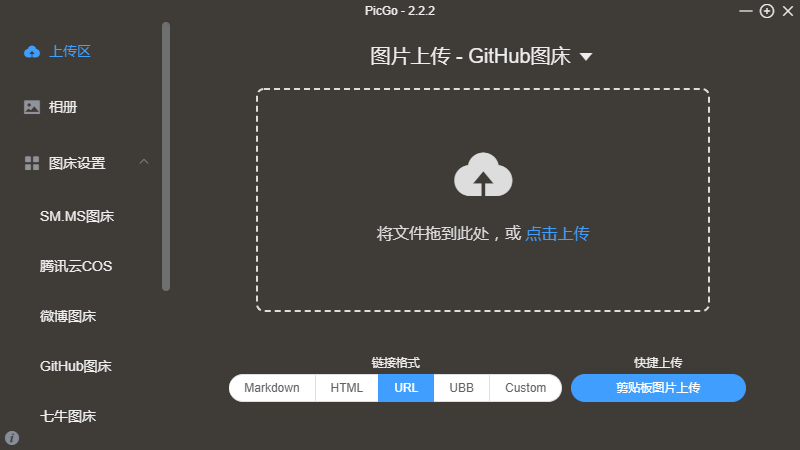 PicGo - 2.2.2
上传区
相册
图床设置
SM.MS图床
腾讯云COS
微博图床
GitHub图床
七牛图床
图片上传 - GitHub图床
将文件拖到此处，或 点击上传
链接格式
Markdown HTML URL UBB Custom
快捷上传
剪贴板图片上传